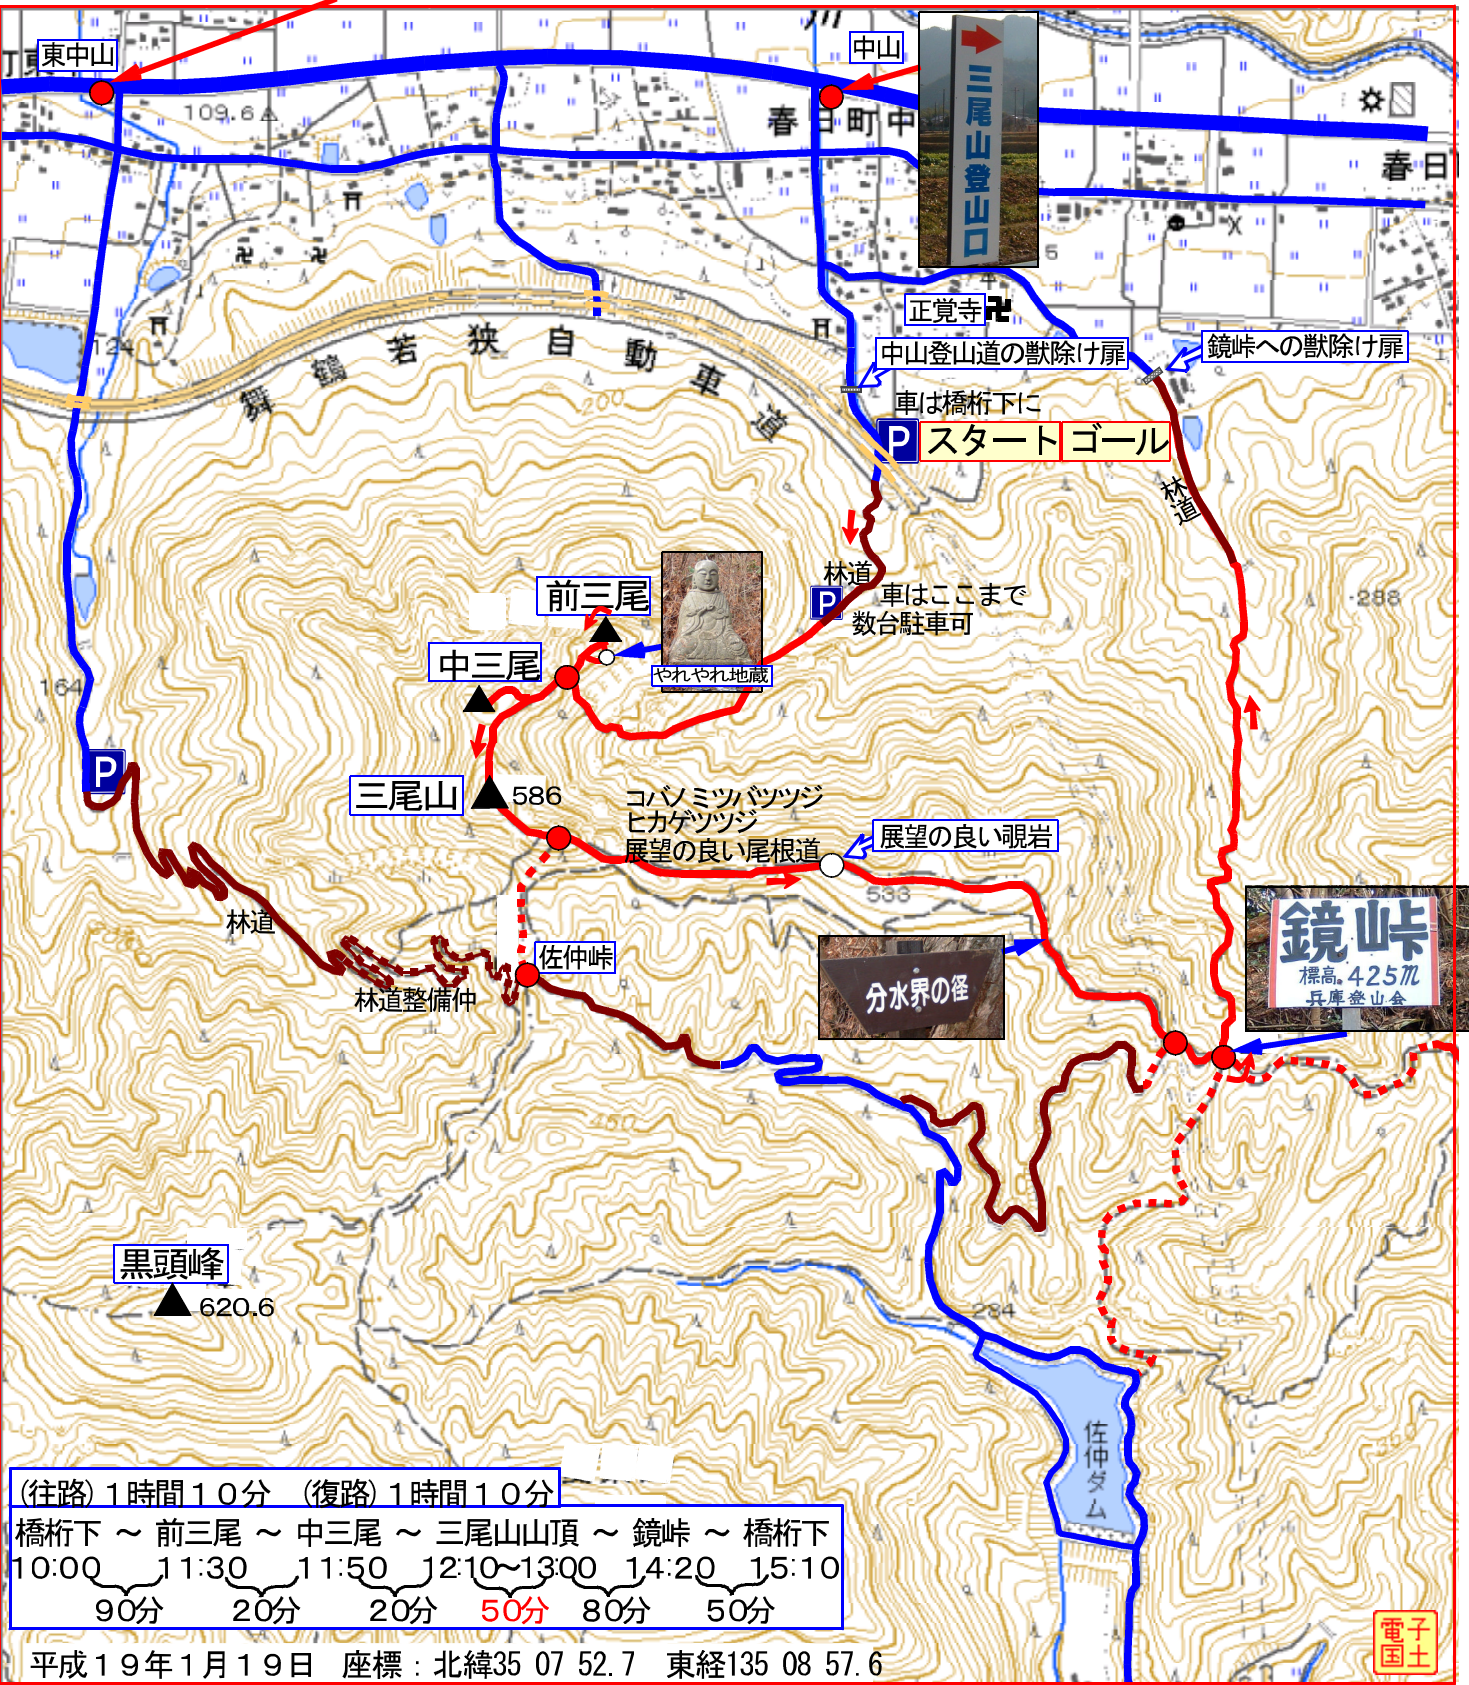 東中山
中山
109.6
春日町中
三尾山登山口
春日
正覚寺
中山登山道の獣除け扉
鏡峠への獣除け扉
124
舞鶴若狭自動車道
200
車は橋桁下に
P
スタート
ゴール
林道
林道
前三尾
P
車はここまで
数台駐車可
288
中三尾
やれやれ地蔵
164
P
三尾山
586
コバノミツバツツジ
ヒカゲツツジ
展望の良い尾根道
展望の良い覗岩
533
林道
鏡峠
標高.425m
兵庫登山会
佐仲峠
分水界の径
林道整備仲
黒頭峰
620.6
284
佐仲ダム
(往路)1時間10分 (復路)1時間10分
橋桁下 ~ 前三尾 ~ 中三尾 ~ 三尾山山頂 ~ 鏡峠 ~ 橋桁下
10:00 11:30 11:50 12:10~13:00 14:20 15:10
90分 20分 20分 50分 80分 50分
平成19年1月19日 座標:北緯35 07 52.7 東経135 08 57.6
電子国土